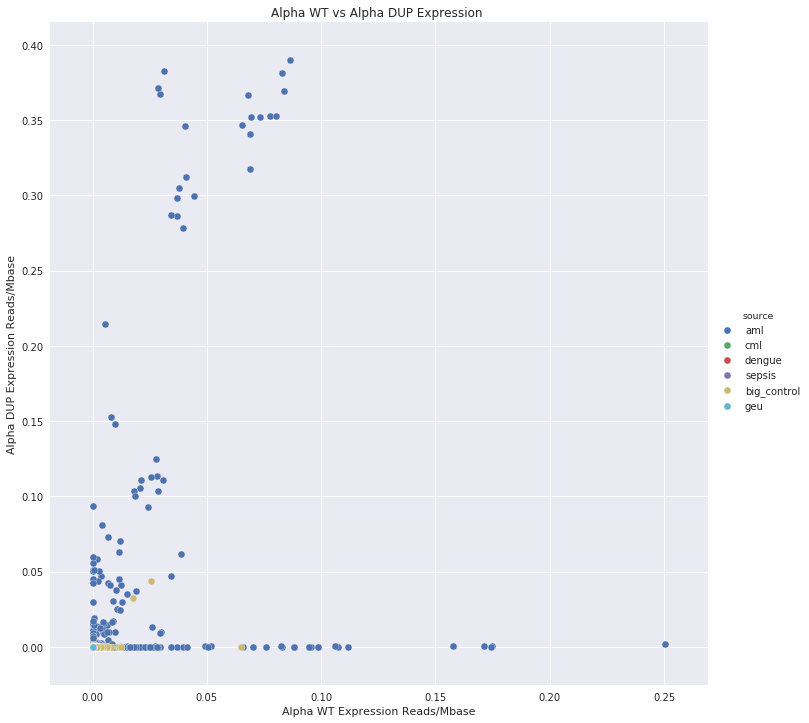 Alpha WT vs Alpha DUP Expression
0.40
0.35
0.30
0.25
0.20
0.15
0.10
0.05
0.00
Alpha DUP Expression Reads/Mbase
0.00 0.05 0.10 0.15 0.20 0.25
Alpha WT Expression Reads/Mbase
source
aml
cml
dengue
sepsis
big_control
geu